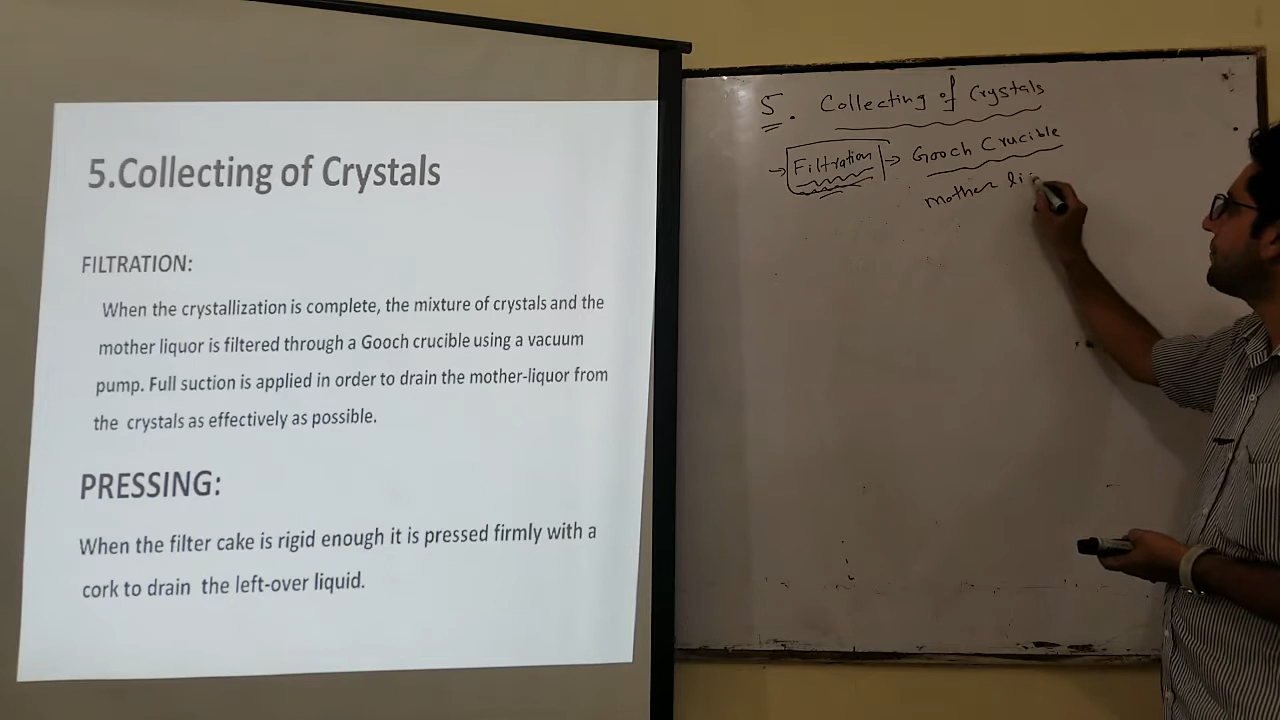 5.Collecting of Crystals
FILTRATION:
When the crystallization is complete, the mixture of crystals and the
mother liquor is filtered through a Gooch crucible using a vacuum
pump. Full suction is applied in order to drain the mother-liquor from
the crystals as effectively as possible.
PRESSING:
When the filter cake is rigid enough it is pressed firmly with a
cork to drain the left-over liquid.
5. Collecting of Crystals
→ Filtration → Gooch Crucible
mother li